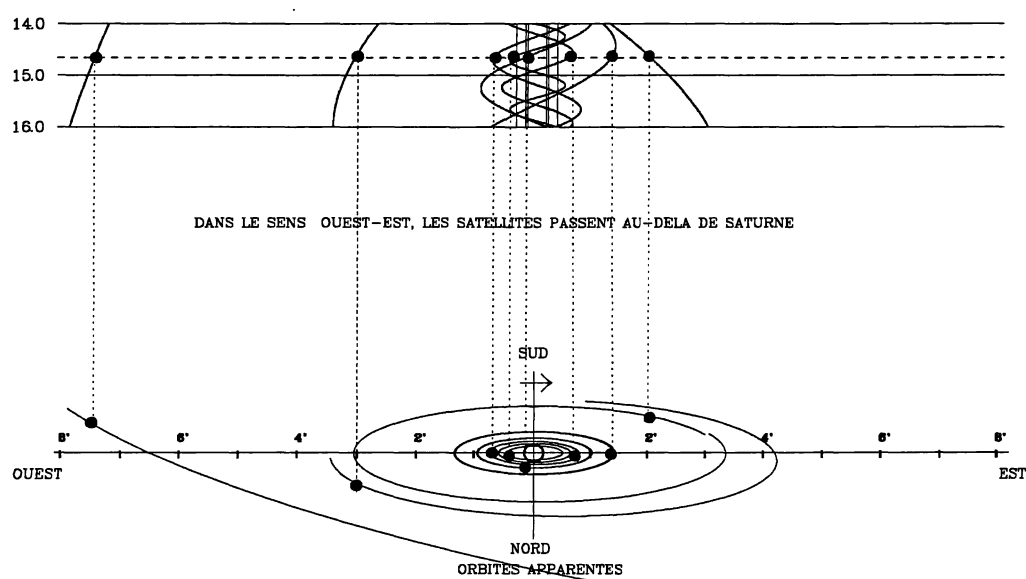 14.0
15.0
16.0
DANS LE SENS OUEST-EST, LES SATELLITES PASSENT AU-DELA DE SATURNE
SUD
8' 6' 4' 2' 2' 4' 6' 8'
OUEST EST
NORD
ORBITES APPARENTES